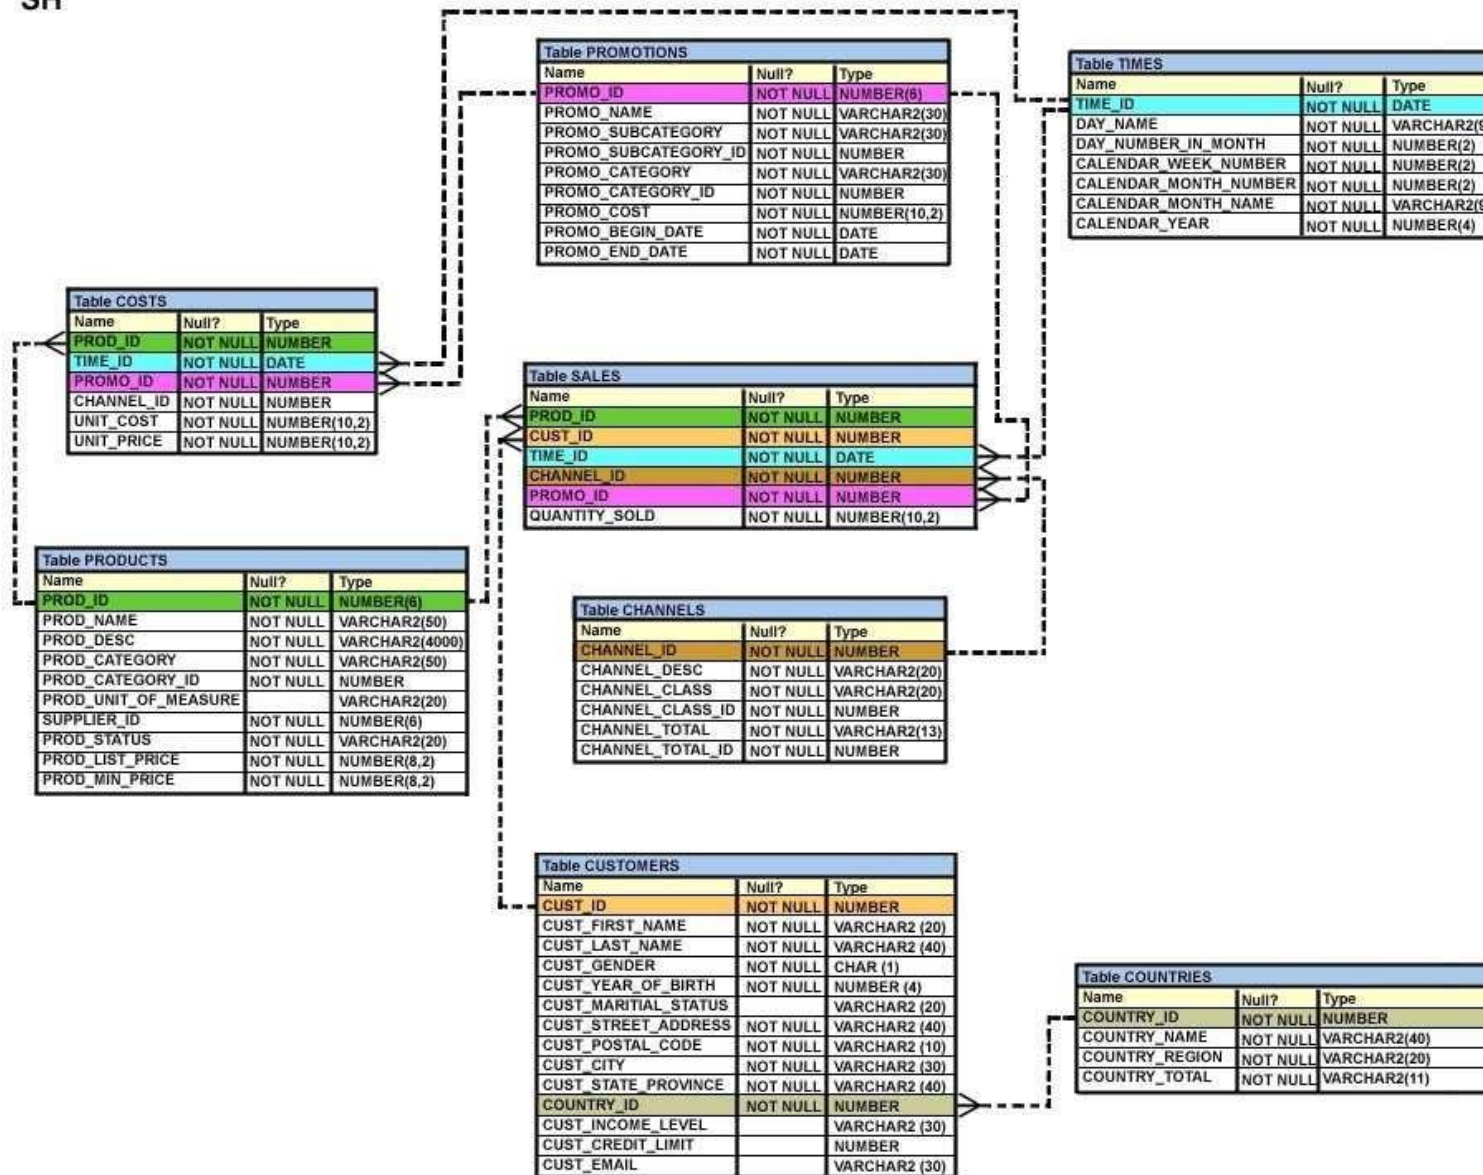 SH
Table PROMOTIONS
Name Null? Type
PROMO_ID NOT NULL NUMBER(6)
PROMO_NAME NOT NULL VARCHAR2(30)
PROMO_SUBCATEGORY NOT NULL VARCHAR2(30)
PROMO_SUBCATEGORY_ID NOT NULL NUMBER
PROMO_CATEGORY NOT NULL VARCHAR2(30)
PROMO_CATEGORY_ID NOT NULL NUMBER
PROMO_COST NOT NULL NUMBER(10,2)
PROMO_BEGIN_DATE NOT NULL DATE
PROMO_END_DATE NOT NULL DATE
Table TIMES
Name Null? Type
TIME_ID NOT NULL DATE
DAY_NAME NOT NULL VARCHAR2(9
DAY_NUMBER_IN_MONTH NOT NULL NUMBER(2)
CALENDAR_WEEK_NUMBER NOT NULL NUMBER(2)
CALENDAR_MONTH_NUMBER NOT NULL NUMBER(2)
CALENDAR_MONTH_NAME NOT NULL VARCHAR2(9
CALENDAR_YEAR NOT NULL NUMBER(4)
Table COSTS
Name Null? Type
PROD_ID NOT NULL NUMBER
TIME_ID NOT NULL DATE
PROMO_ID NOT NULL NUMBER
CHANNEL_ID NOT NULL NUMBER
UNIT_COST NOT NULL NUMBER(10,2)
UNIT_PRICE NOT NULL NUMBER(10,2)
Table SALES
Name Null? Type
PROD_ID NOT NULL NUMBER
CUST_ID NOT NULL NUMBER
TIME_ID NOT NULL DATE
CHANNEL_ID NOT NULL NUMBER
PROMO_ID NOT NULL NUMBER
QUANTITY_SOLD NOT NULL NUMBER(10,2)
Table PRODUCTS
Name Null? Type
PROD_ID NOT NULL NUMBER(6)
PROD_NAME NOT NULL VARCHAR2(50)
PROD_DESC NOT NULL VARCHAR2(4000)
PROD_CATEGORY NOT NULL VARCHAR2(50)
PROD_CATEGORY_ID NOT NULL NUMBER
PROD_UNIT_OF_MEASURE VARCHAR2(20)
SUPPLIER_ID NOT NULL NUMBER(6)
PROD_STATUS NOT NULL VARCHAR2(20)
PROD_LIST_PRICE NOT NULL NUMBER(8,2)
PROD_MIN_PRICE NOT NULL NUMBER(8,2)
Table CHANNELS
Name Null? Type
CHANNEL_ID NOT NULL NUMBER
CHANNEL_DESC NOT NULL VARCHAR2(20)
CHANNEL_CLASS NOT NULL VARCHAR2(20)
CHANNEL_CLASS_ID NOT NULL NUMBER
CHANNEL_TOTAL NOT NULL VARCHAR2(13)
CHANNEL_TOTAL_ID NOT NULL NUMBER
Table CUSTOMERS
Name Null? Type
CUST_ID NOT NULL NUMBER
CUST_FIRST_NAME NOT NULL VARCHAR2 (20)
CUST_LAST_NAME NOT NULL VARCHAR2 (40)
CUST_GENDER NOT NULL CHAR (1)
CUST_YEAR_OF_BIRTH NOT NULL NUMBER (4)
CUST_MARITIAL_STATUS VARCHAR2 (20)
CUST_STREET_ADDRESS NOT NULL VARCHAR2 (40)
CUST_POSTAL_CODE NOT NULL VARCHAR2 (10)
CUST_CITY NOT NULL VARCHAR2 (30)
CUST_STATE_PROVINCE NOT NULL VARCHAR2 (40)
COUNTRY_ID NOT NULL NUMBER
CUST_INCOME_LEVEL VARCHAR2 (30)
CUST_CREDIT_LIMIT NUMBER
CUST_EMAIL VARCHAR2 (30)
Table COUNTRIES
Name Null? Type
COUNTRY_ID NOT NULL NUMBER
COUNTRY_NAME NOT NULL VARCHAR2(40)
COUNTRY_REGION NOT NULL VARCHAR2(20)
COUNTRY_TOTAL NOT NULL VARCHAR2(11)